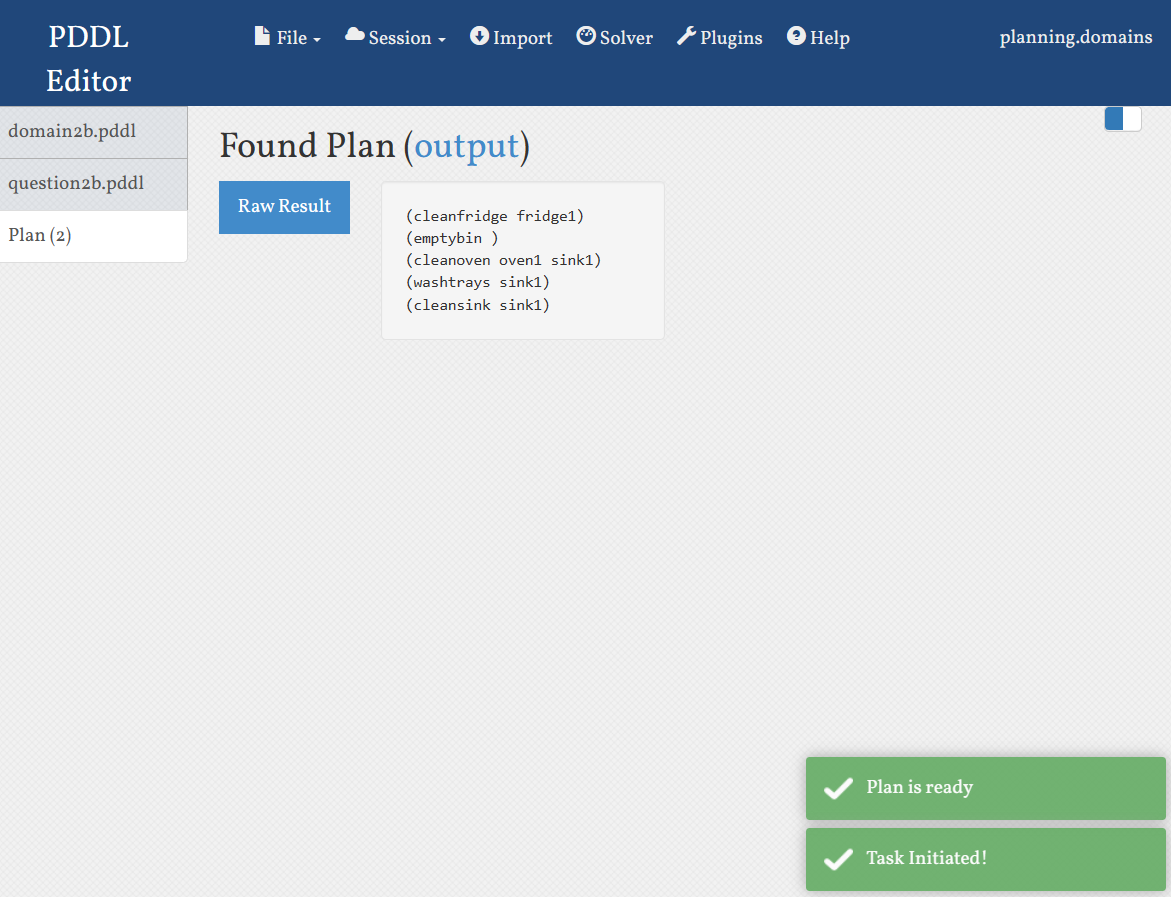 PDDL
Editor
File
Session
Import
Solver
Plugins
Help
planning.domains
domain2b.pddl
question2b.pddl
Plan (2)
Found Plan (output)
Raw Result
(cleanfridge fridge1)
(emptybin )
(cleanoven oven1 sink1)
(washtrays sink1)
(cleansink sink1)
Plan is ready
Task Initiated!